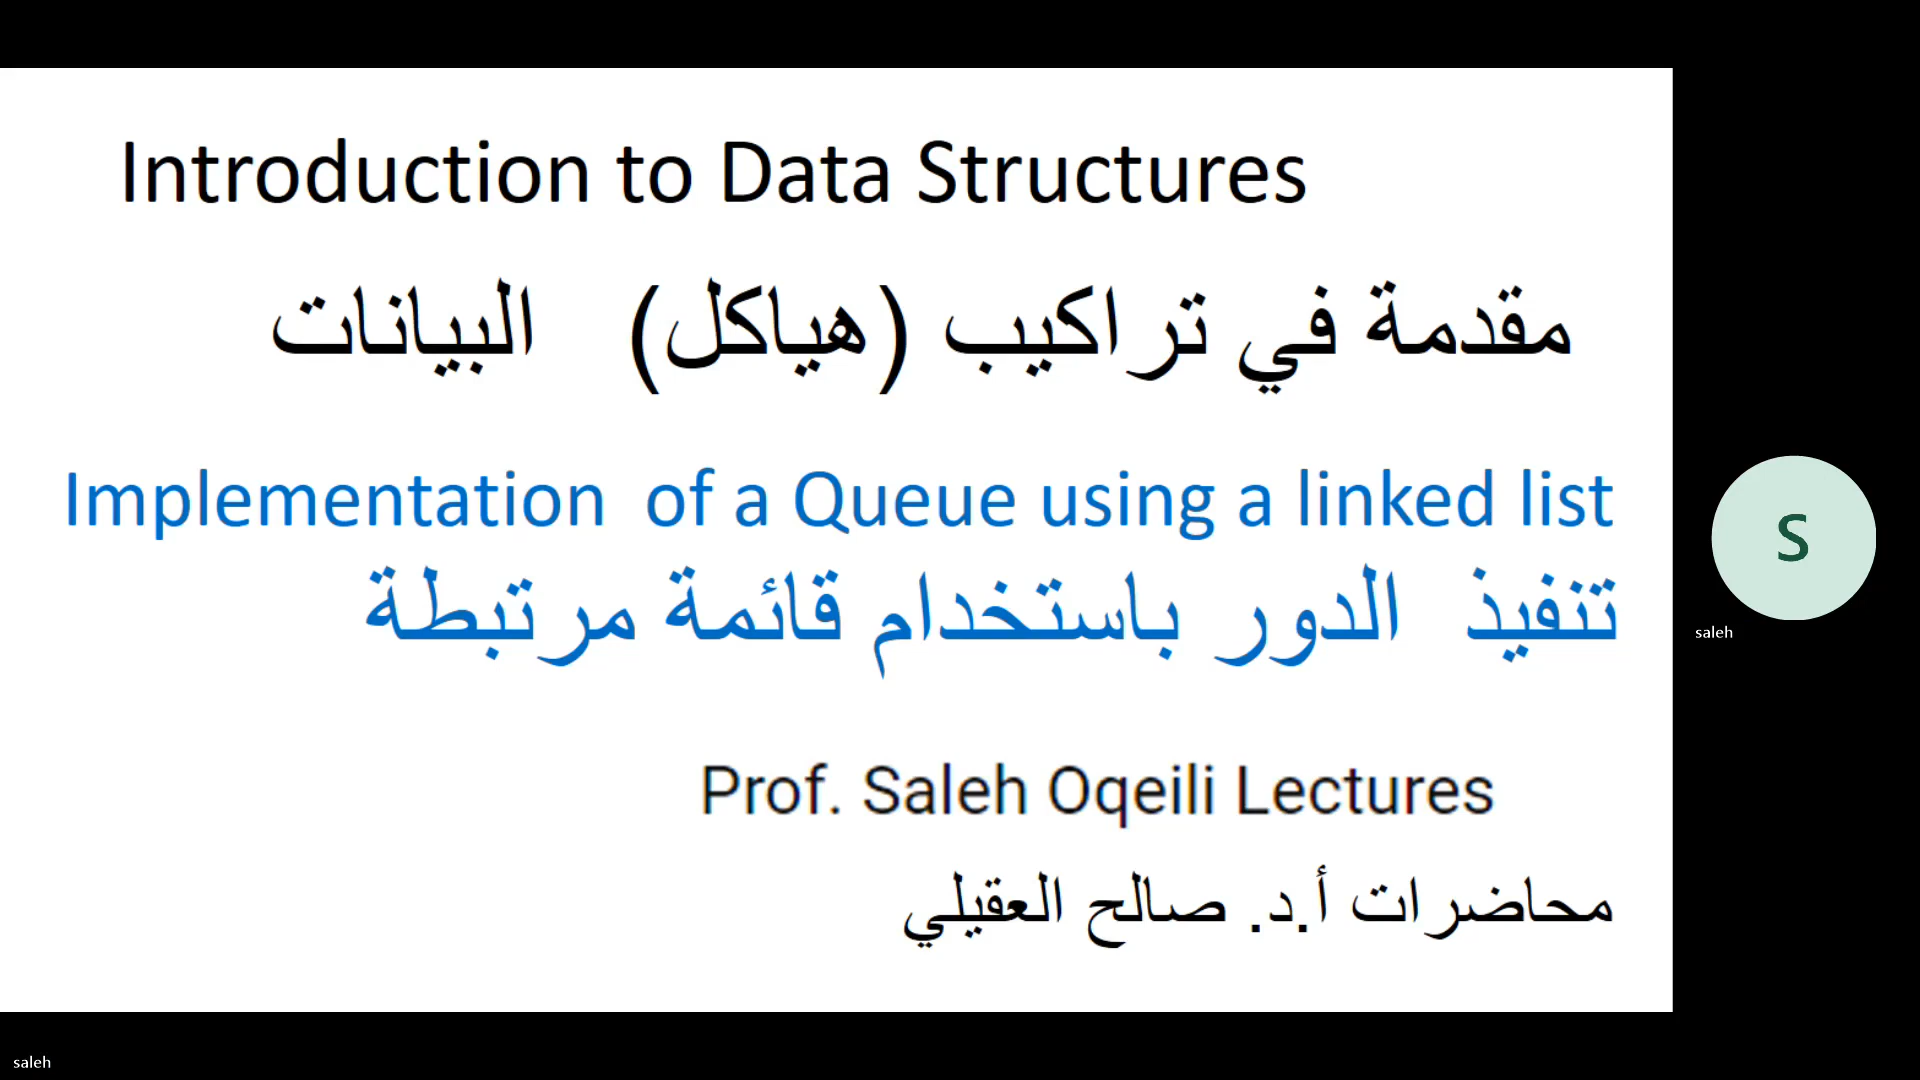 Introduction to Data Structures
مقدمة في تراكيب (هياكل) البيانات
Implementation of a Queue using a linked list
تنفيذ الدور باستخدام قائمة مرتبطة
Prof. Saleh Oqeili Lectures
محاضرات أ.د. صالح العقيلي
S
saleh
saleh